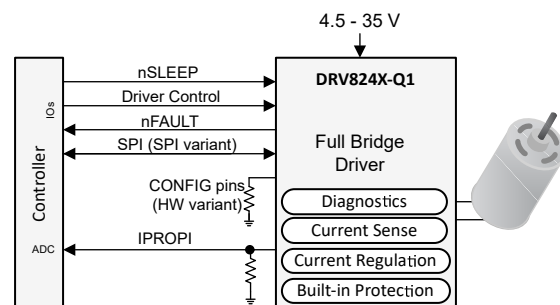 4.5 - 35 V
nSLEEP
DRV824X-Q1
IOs
Driver Control
nFAULT
SPI (SPI variant)
Full Bridge
Driver
Controller
CONFIG pins
(HW variant)
Diagnostics
Current Sense
ADC
IPROPI
Current Regulation
Built-in Protection